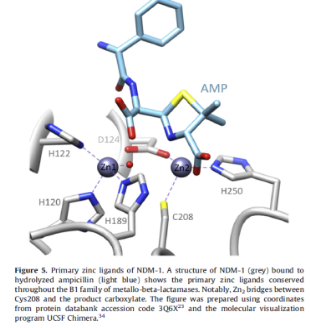 AMP
D124
H122
Zn1
Zn2
H250
H120
H189
C208
Figure 5. Primary zinc ligands of NDM-1. A structure of NDM-1 (grey) bound to
hydrolyzed ampicillin (light blue) shows the primary zinc ligands conserved
throughout the B1 family of metallo-beta-lactamases. Notably, Zn2 bridges between
Cys208 and the product carboxylate. The figure was prepared using coordinates
from protein databank accession code 3Q6X23 and the molecular visualization
program UCSF Chimera.34